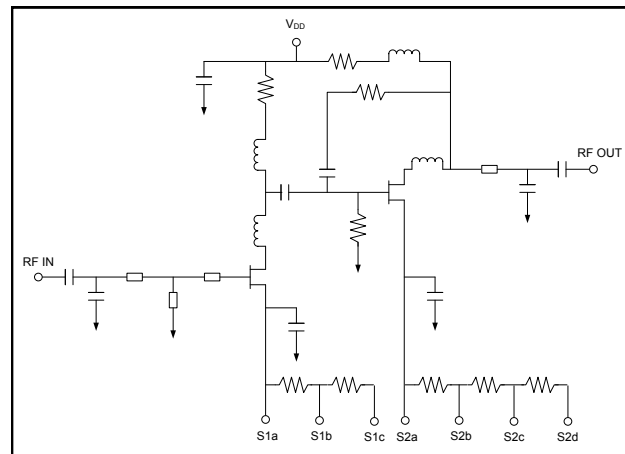 VDD
RF OUT
RF IN
S1a
S1b
S1c
S2a
S2b
S2c
S2d